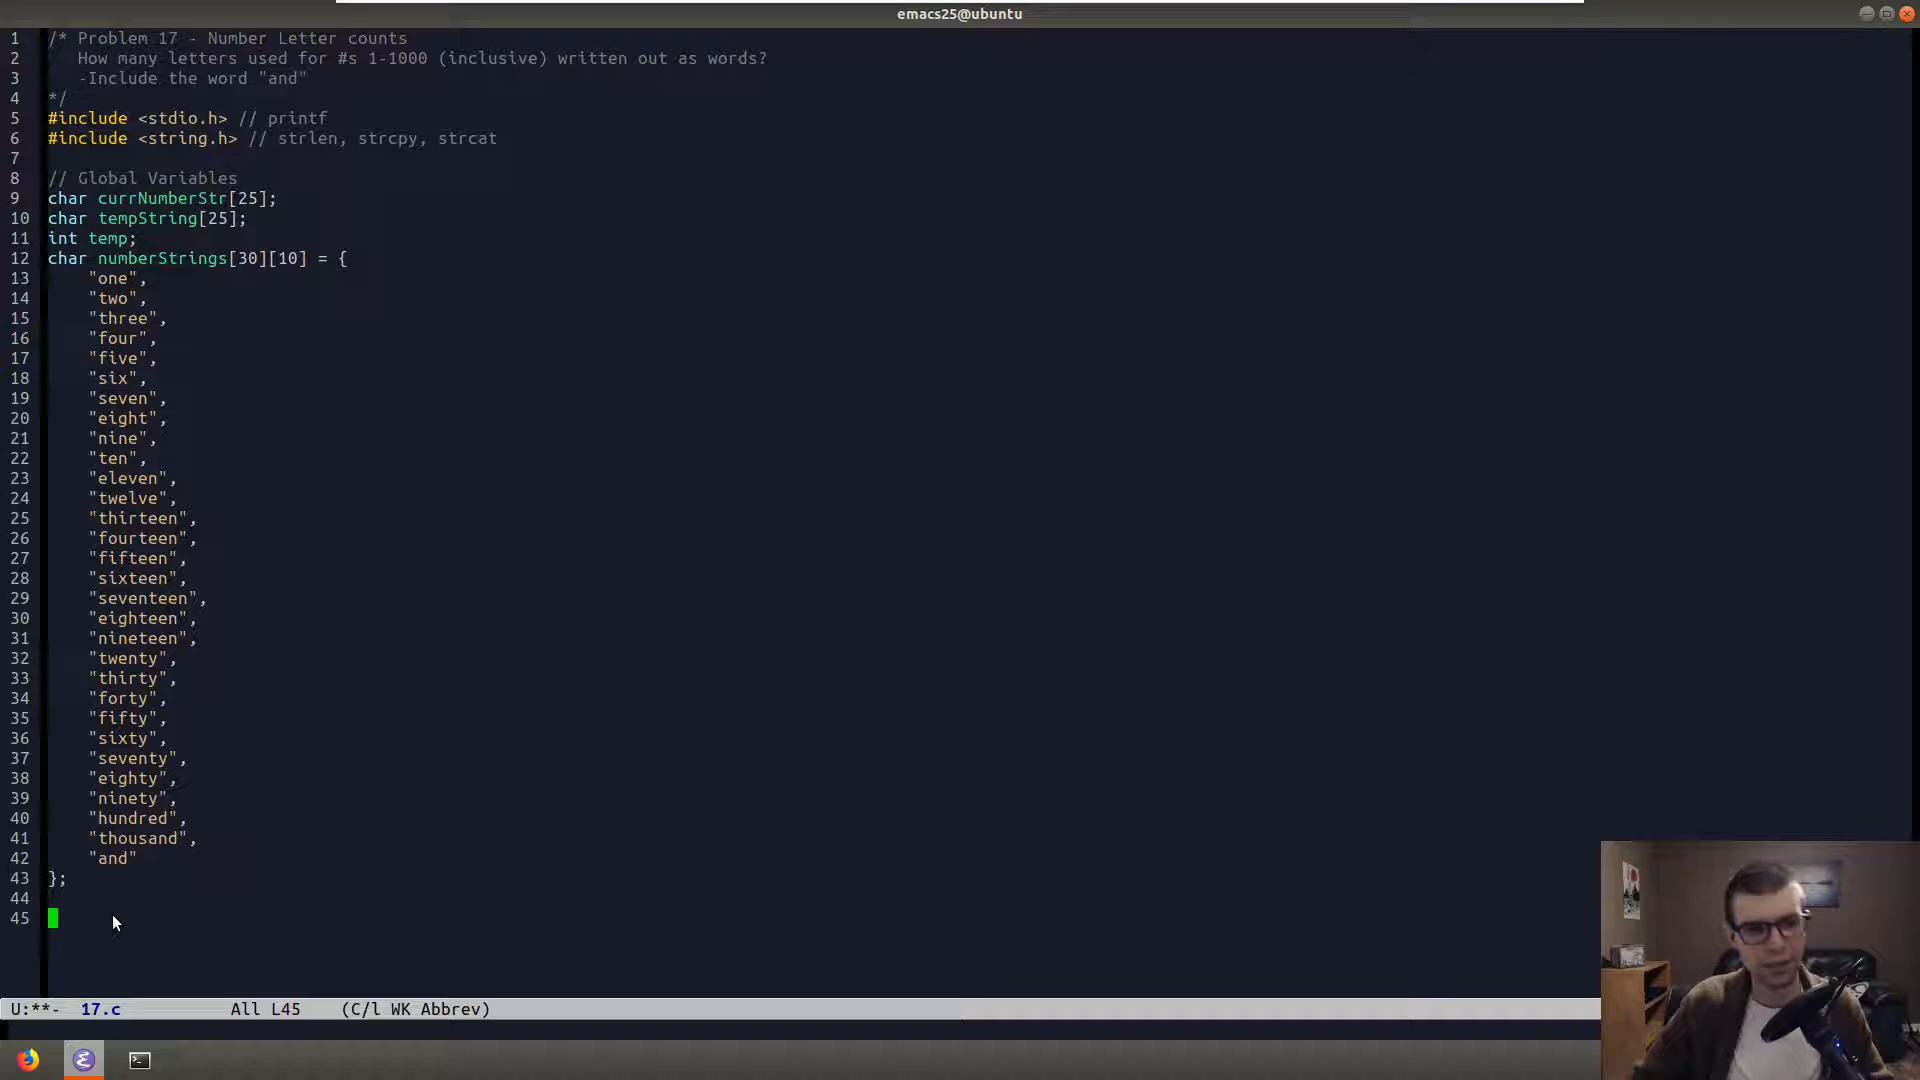 emacs25@ubuntu
1 /* Problem 17 - Number Letter counts
2 How many letters used for #s 1-1000 (inclusive) written out as words?
3 -Include the word "and"
4 */
5 #include <stdio.h> // printf
6 #include <string.h> // strlen, strcpy, strcat
7
8 // Global Variables
9 char currNumberStr[25];
10 char tempString[25];
11 int temp;
12 char numberStrings[30][10] = {
13 "one",
14 "two",
15 "three",
16 "four",
17 "five",
18 "six",
19 "seven",
20 "eight",
21 "nine",
22 "ten",
23 "eleven",
24 "twelve",
25 "thirteen",
26 "fourteen",
27 "fifteen",
28 "sixteen",
29 "seventeen",
30 "eighteen",
31 "nineteen",
32 "twenty",
33 "thirty",
34 "forty",
35 "fifty",
36 "sixty",
37 "seventy",
38 "eighty",
39 "ninety",
40 "hundred",
41 "thousand",
42 "and"
43 };
44
45
U:**- 17.c All L45 (C/l WK Abbrev)